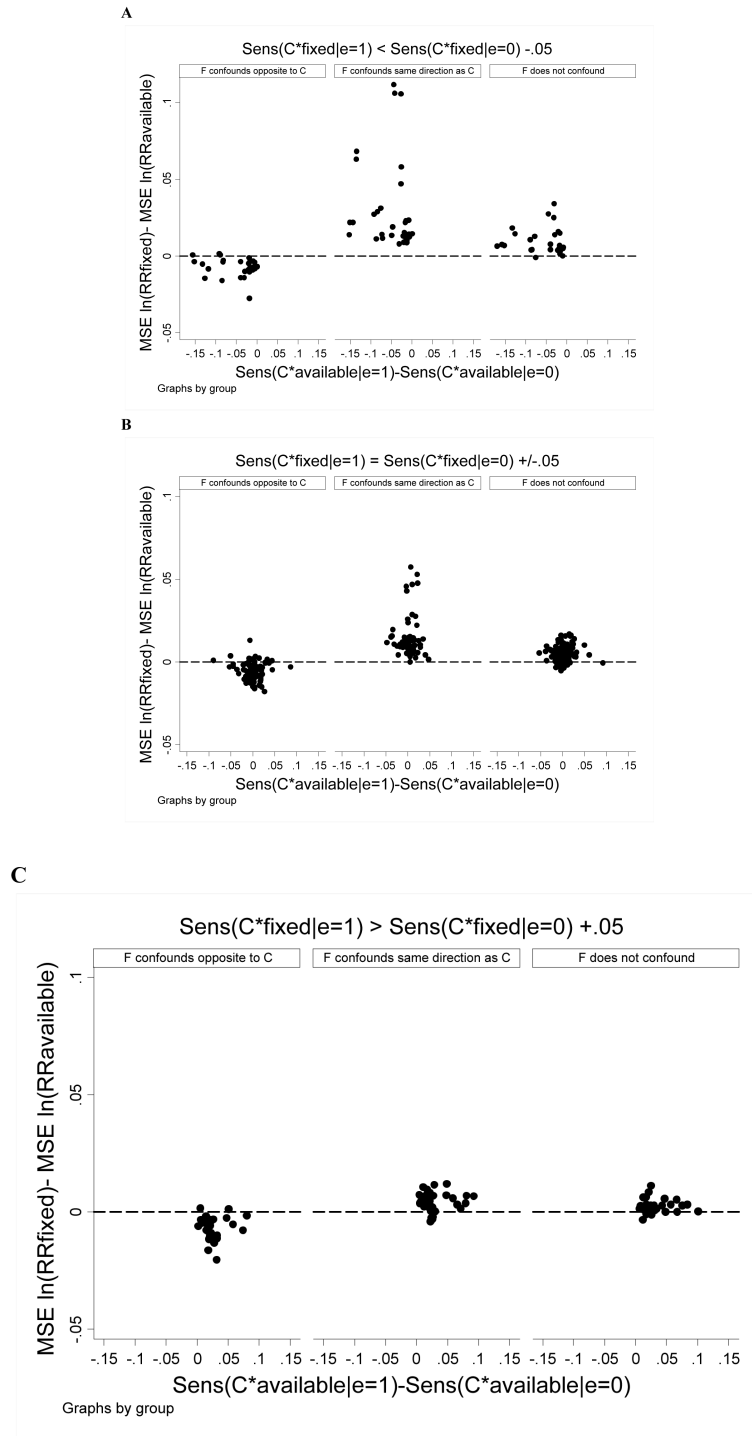 A
Sens(C*fixed|e=1) < Sens(C*fixed|e=0) -.05
F confounds opposite to C F confounds same direction as C F does not confound
MSE ln(RRfixed)- MSE ln(RRavailable)
.1
.05
0
-.05
-.15 -.1 -.05 0 .05 .1 .15 -.15 -.1 -.05 0 .05 .1 .15 -.15 -.1 -.05 0 .05 .1 .15
Sens(C*available|e=1)-Sens(C*available|e=0)
Graphs by group
B
Sens(C*fixed|e=1) = Sens(C*fixed|e=0) +/-.05
F confounds opposite to C F confounds same direction as C F does not confound
MSE ln(RRfixed)- MSE ln(RRavailable)
.1
.05
0
-.05
-.15 -.1 -.05 0 .05 .1 .15 -.15 -.1 -.05 0 .05 .1 .15 -.15 -.1 -.05 0 .05 .1 .15
Sens(C*available|e=1)-Sens(C*available|e=0)
Graphs by group
C
Sens(C*fixed|e=1) > Sens(C*fixed|e=0) +.05
F confounds opposite to C F confounds same direction as C F does not confound
MSE ln(RRfixed)- MSE ln(RRavailable)
.1
.05
0
-.05
-.15 -.1 -.05 0 .05 .1 .15 -.15 -.1 -.05 0 .05 .1 .15 -.15 -.1 -.05 0 .05 .1 .15
Sens(C*available|e=1)-Sens(C*available|e=0)
Graphs by group